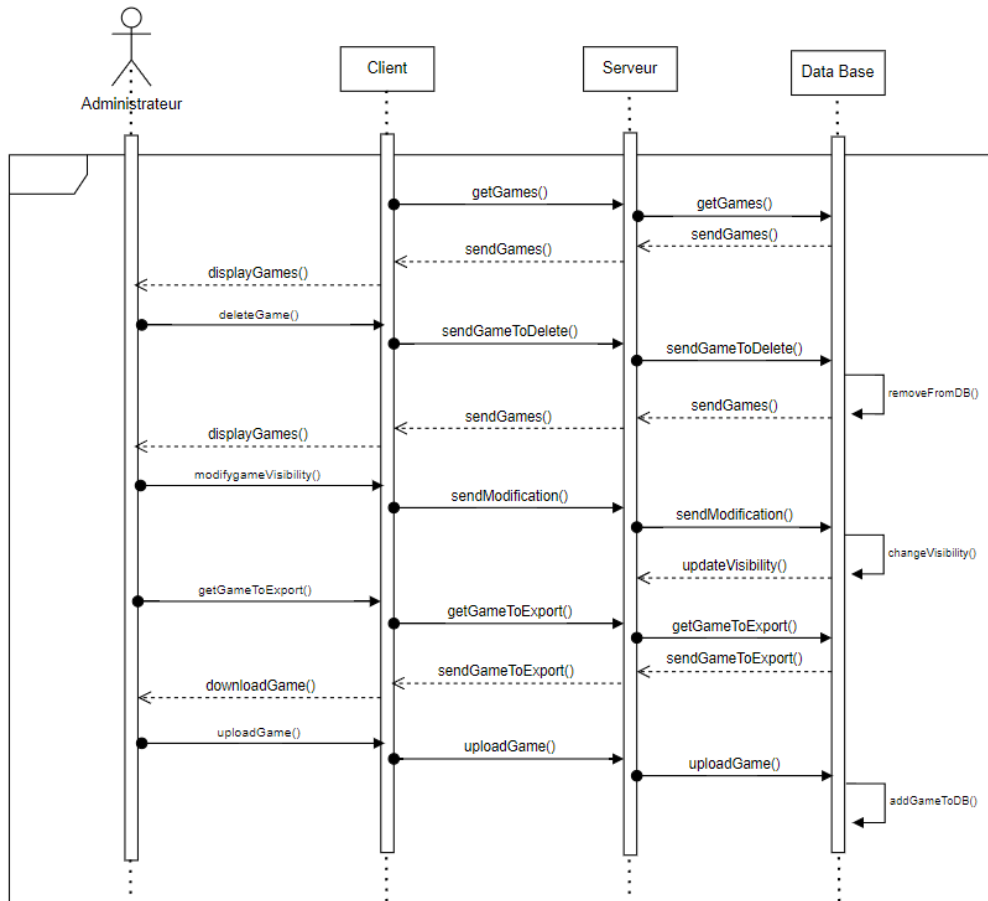 Administrateur
Client
Serveur
Data Base
getGames()
getGames()
sendGames()
sendGames()
displayGames()
deleteGame()
sendGameToDelete()
sendGameToDelete()
removeFromDB()
sendGames()
sendGames()
displayGames()
modifygameVisibility()
sendModification()
sendModification()
changeVisibility()
updateVisibility()
getGameToExport()
getGameToExport()
getGameToExport()
sendGameToExport()
sendGameToExport()
downloadGame()
uploadGame()
uploadGame()
uploadGame()
addGameToDB()